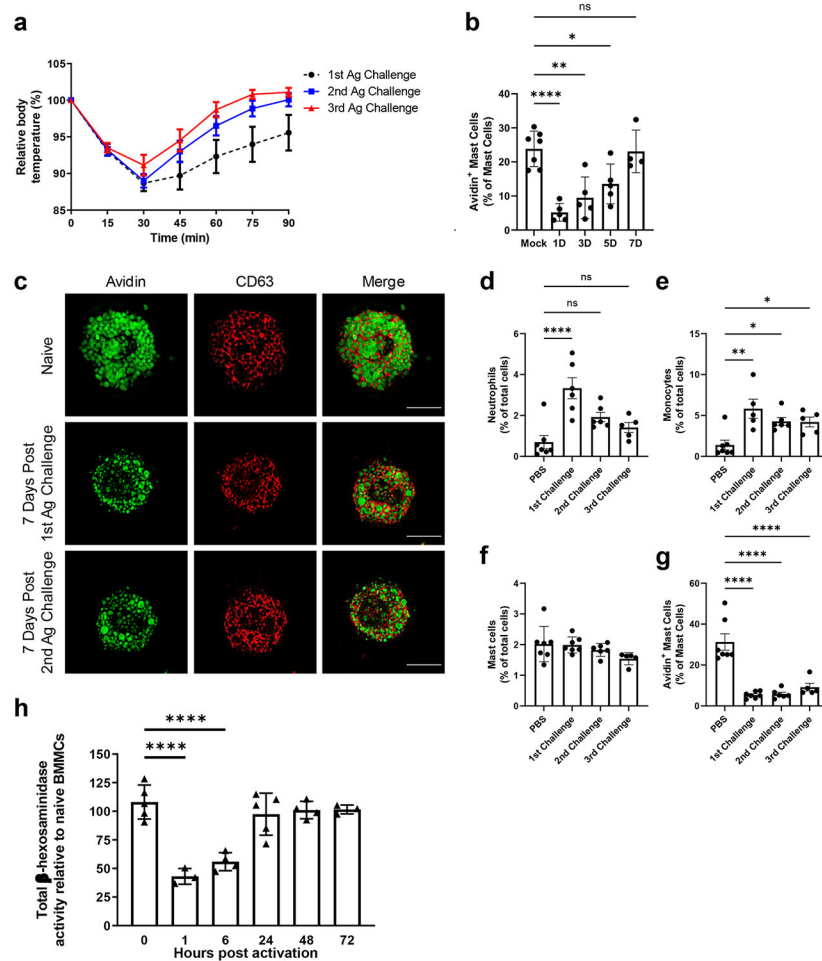 a
Relative body
temperature (%)
105
100
95
90
85
0 15 30 45 60 75 90
Time (min)
1st Ag Challenge
2nd Ag Challenge
3rd Ag Challenge
b
ns
*
**
****
Avidin+ Mast Cells
(% of Mast Cells)
40
30
20
10
0
Mock 1D 3D 5D 7D
c
Avidin CD63 Merge
Naive
7 Days Post
1st Ag Challenge
7 Days Post
2nd Ag Challenge
d
ns
ns
****
Neutrophils
(% of total cells)
6
4
2
0
PBS
1st Challenge
2nd Challenge
3rd Challenge
e
*
*
**
Monocytes
(% of total cells)
15
10
5
0
PBS
1st Challenge
2nd Challenge
3rd Challenge
f
Mast cells
(% of total cells)
4
3
2
1
0
PBS
1st Challenge
2nd Challenge
3rd Challenge
g
****
****
****
Avidin+ Mast Cells
(% of Mast Cells)
60
40
20
0
PBS
1st Challenge
2nd Challenge
3rd Challenge
h
****
****
Total β-hexosaminidase
activity relative to naive BMMCs
150
125
100
75
50
25
0
0 1 6 24 48 72
Hours post activation